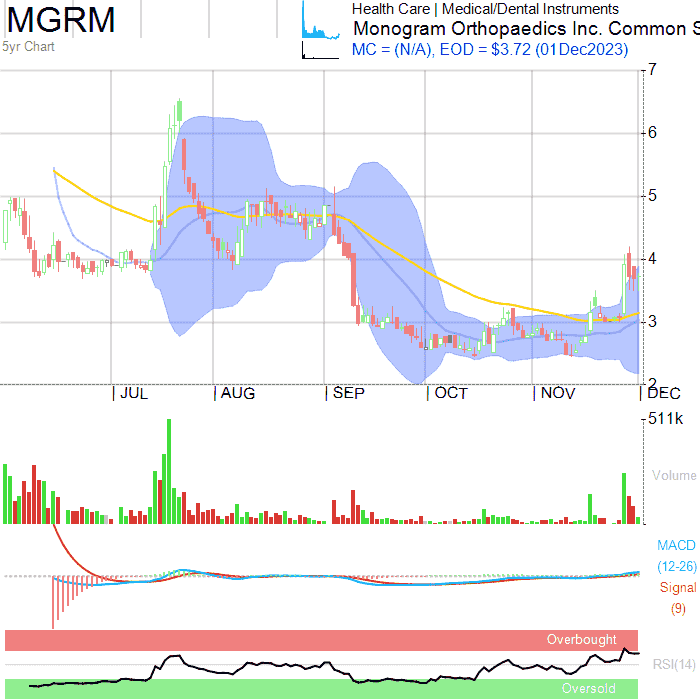 MGRM
5yr Chart
Health Care | Medical/Dental Instruments
Monogram Orthopaedics Inc. Common S
MC = (N/A), EOD = $3.72 (01Dec2023)
7
6
5
4
3
2
JUL AUG SEP OCT NOV DEC
511k
Volume
MACD
(12-26)
Signal
(9)
Overbought
RSI(14)
Oversold